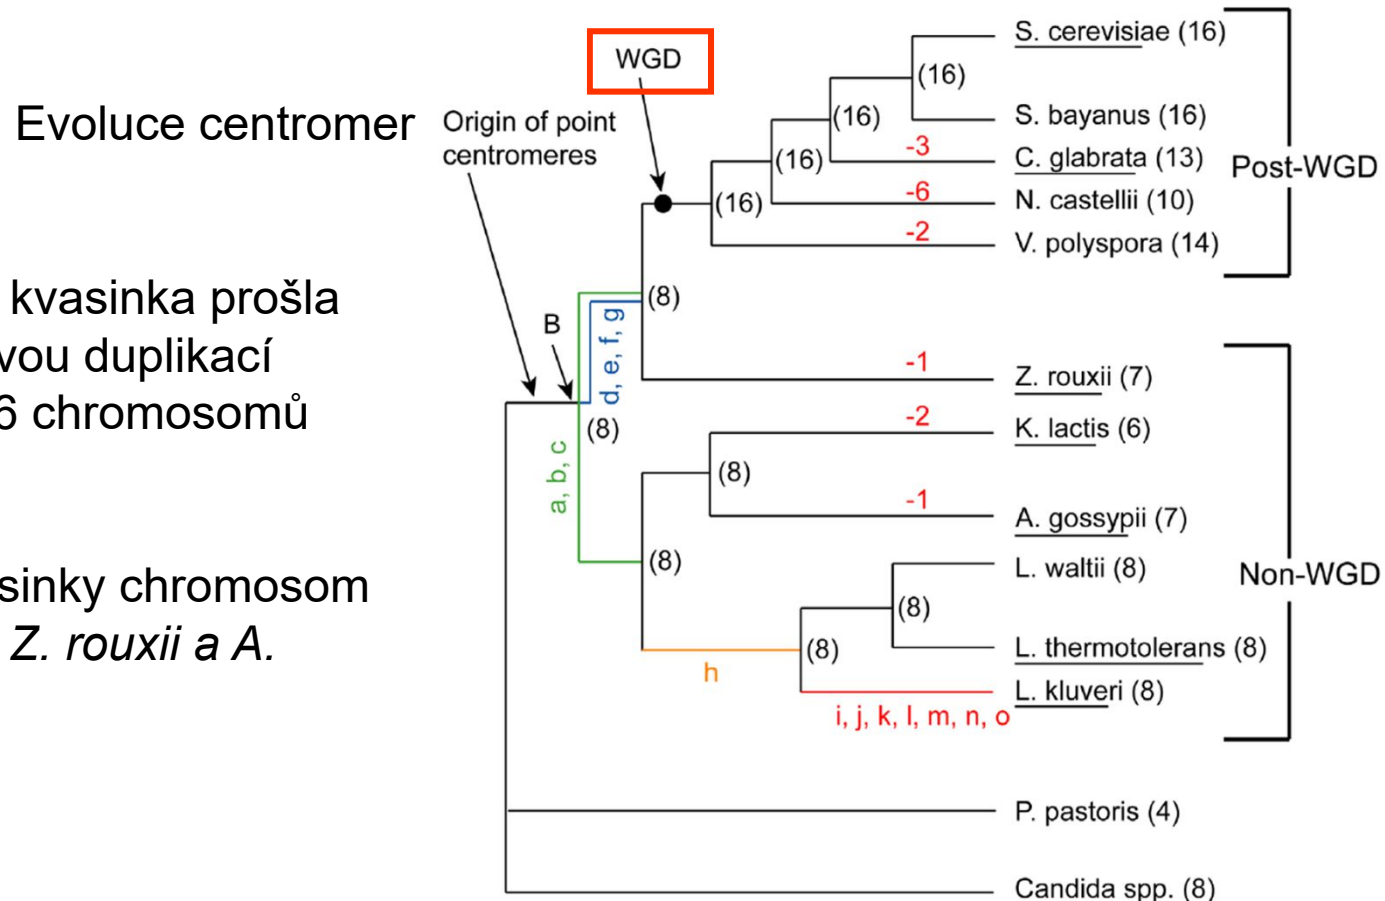 Evoluce centromer
kvasinka prošla
vou duplikací
6 chromosomů
sinky chromosom
Z. rouxii a A.
WGD
Origin of point
centromeres
B
d, e, f, g
a, b, c
(8)
(8)
(16)
(16)
(16)
(16)
-3
-6
-2
-1
(8)
(8)
-2
-1
h
(8)
(8)
i, j, k, l, m, n, o
S. cerevisiae (16)
S. bayanus (16)
C. glabrata (13)
N. castellii (10)
V. polyspora (14)
Post-WGD
Z. rouxii (7)
K. lactis (6)
A. gossypii (7)
L. waltii (8)
L. thermotolerans (8)
L. kluveri (8)
Non-WGD
P. pastoris (4)
Candida spp. (8)